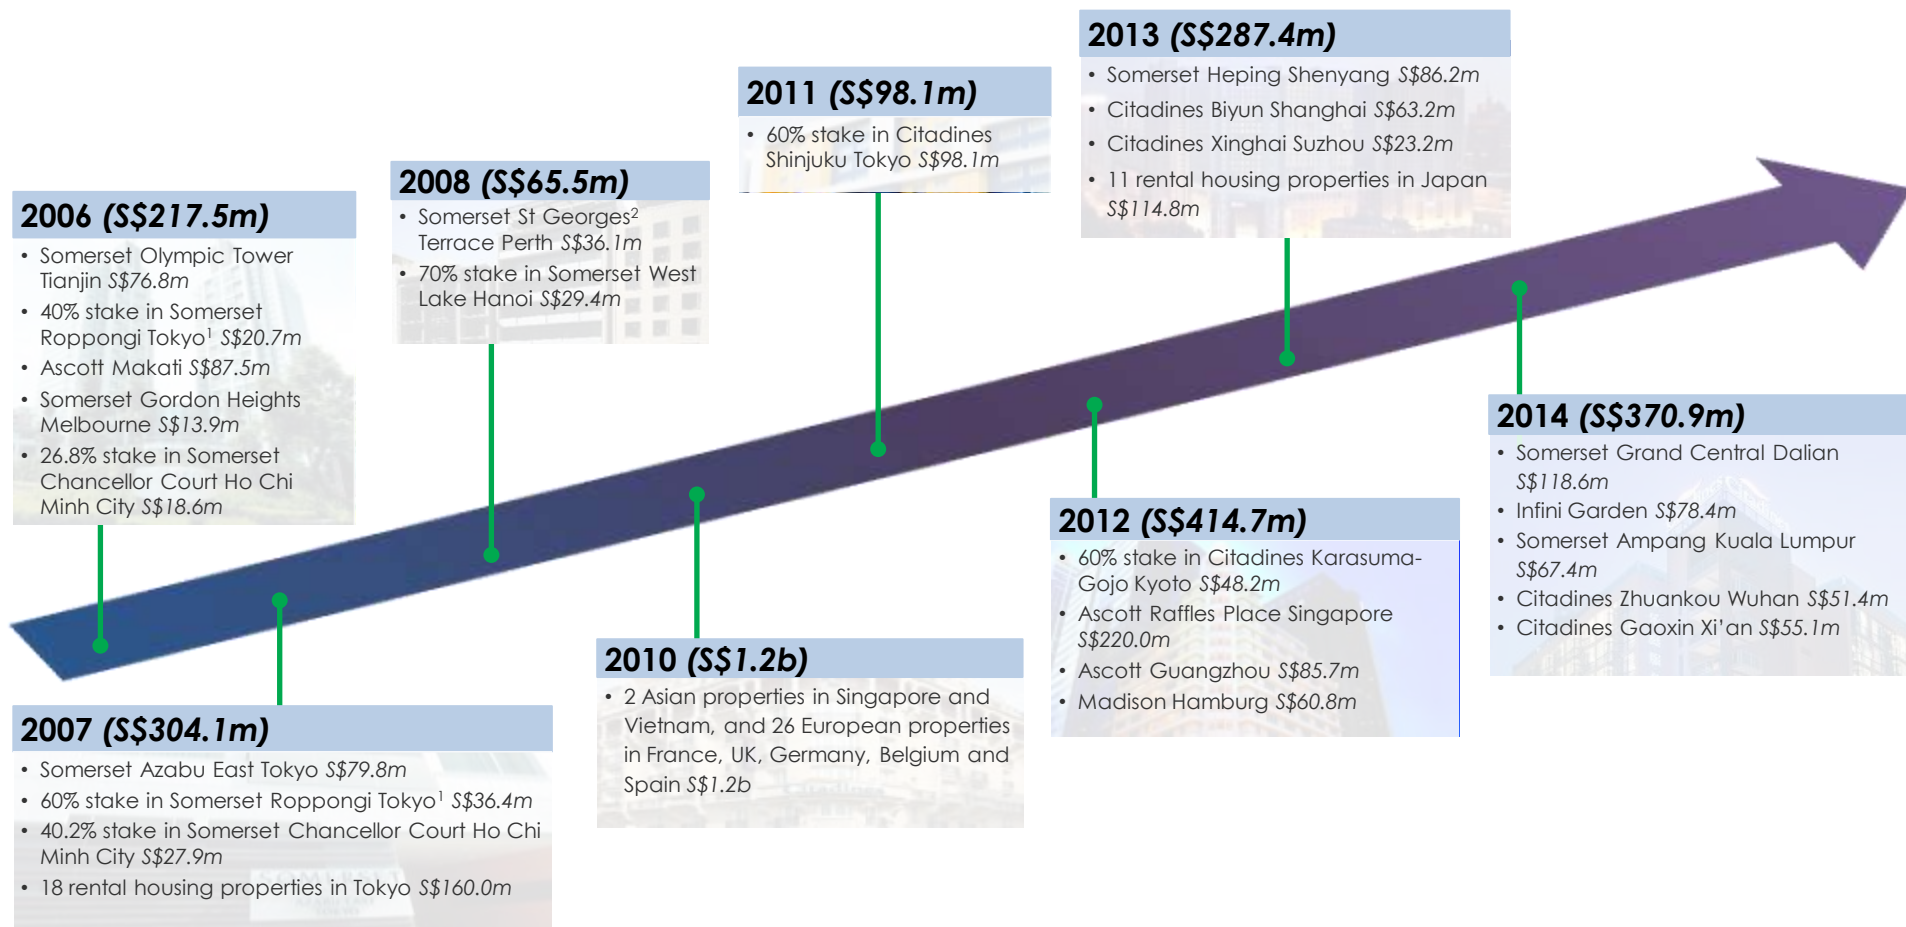 2006 (S$217.5m)
• Somerset Olympic Tower
Tianjin S$76.8m
• 40% stake in Somerset
Roppongi Tokyo¹ S$20.7m
• Ascott Makati S$87.5m
• Somerset Gordon Heights
Melbourne S$13.9m
• 26.8% stake in Somerset
Chancellor Court Ho Chi
Minh City S$18.6m
2007 (S$304.1m)
• Somerset Azabu East Tokyo S$79.8m
• 60% stake in Somerset Roppongi Tokyo¹ S$36.4m
• 40.2% stake in Somerset Chancellor Court Ho Chi
Minh City S$27.9m
• 18 rental housing properties in Tokyo S$160.0m
2008 (S$65.5m)
• Somerset St Georges²
Terrace Perth S$36.1m
• 70% stake in Somerset West
Lake Hanoi S$29.4m
2010 (S$1.2b)
• 2 Asian properties in Singapore and
Vietnam, and 26 European properties
in France, UK, Germany, Belgium and
Spain S$1.2b
2011 (S$98.1m)
• 60% stake in Citadines
Shinjuku Tokyo S$98.1m
2012 (S$414.7m)
• 60% stake in Citadines Karasuma-
Gojo Kyoto S$48.2m
• Ascott Raffles Place Singapore
S$220.0m
• Ascott Guangzhou S$85.7m
• Madison Hamburg S$60.8m
2013 (S$287.4m)
• Somerset Heping Shenyang S$86.2m
• Citadines Biyun Shanghai S$63.2m
• Citadines Xinghai Suzhou S$23.2m
• 11 rental housing properties in Japan
S$114.8m
2014 (S$370.9m)
• Somerset Grand Central Dalian
S$118.6m
• Infini Garden S$78.4m
• Somerset Ampang Kuala Lumpur
S$67.4m
• Citadines Zhuankou Wuhan S$51.4m
• Citadines Gaoxin Xi'an S$55.1m